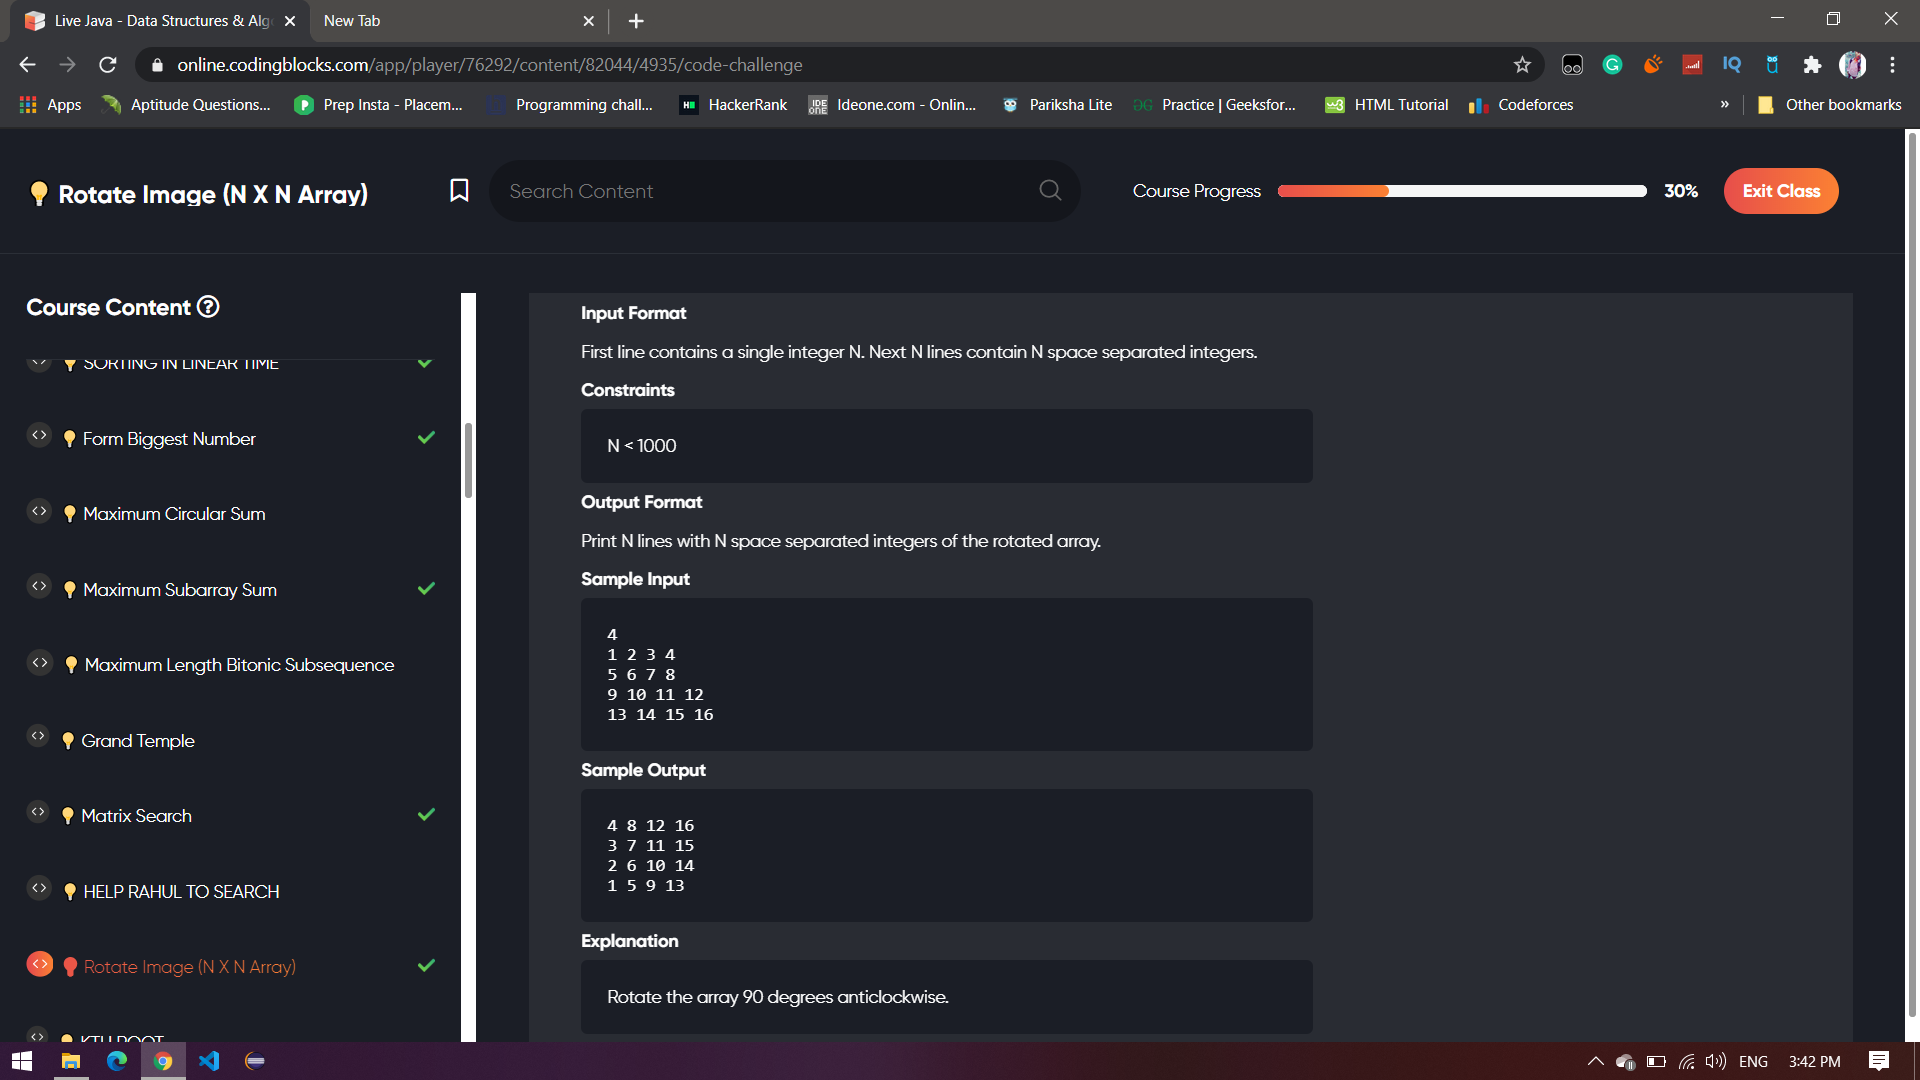 Live Java - Data Structures & Alg
New Tab
online.codingblocks.com/app/player/76292/content/82044/4935/code-challenge
IQ
Apps
Aptitude Questions...
Prep Insta - Placem...
Programming chall...
HackerRank
IDE ONE
Ideone.com - Onlin...
Pariksha Lite
Practice | Geeksfor...
w3
HTML Tutorial
Codeforces
»
Other bookmarks
Rotate Image (N X N Array)
Search Content
Course Progress
30%
Exit Class
Course Content
SORTING IN LINEAR TIME
Form Biggest Number
Maximum Circular Sum
Maximum Subarray Sum
Maximum Length Bitonic Subsequence
Grand Temple
Matrix Search
HELP RAHUL TO SEARCH
Rotate Image (N X N Array)
KTH ROOT
Input Format
First line contains a single integer N. Next N lines contain N space separated integers.
Constraints
N < 1000
Output Format
Print N lines with N space separated integers of the rotated array.
Sample Input
4
1 2 3 4
5 6 7 8
9 10 11 12
13 14 15 16
Sample Output
4 8 12 16
3 7 11 15
2 6 10 14
1 5 9 13
Explanation
Rotate the array 90 degrees anticlockwise.
ENG
3:42 PM